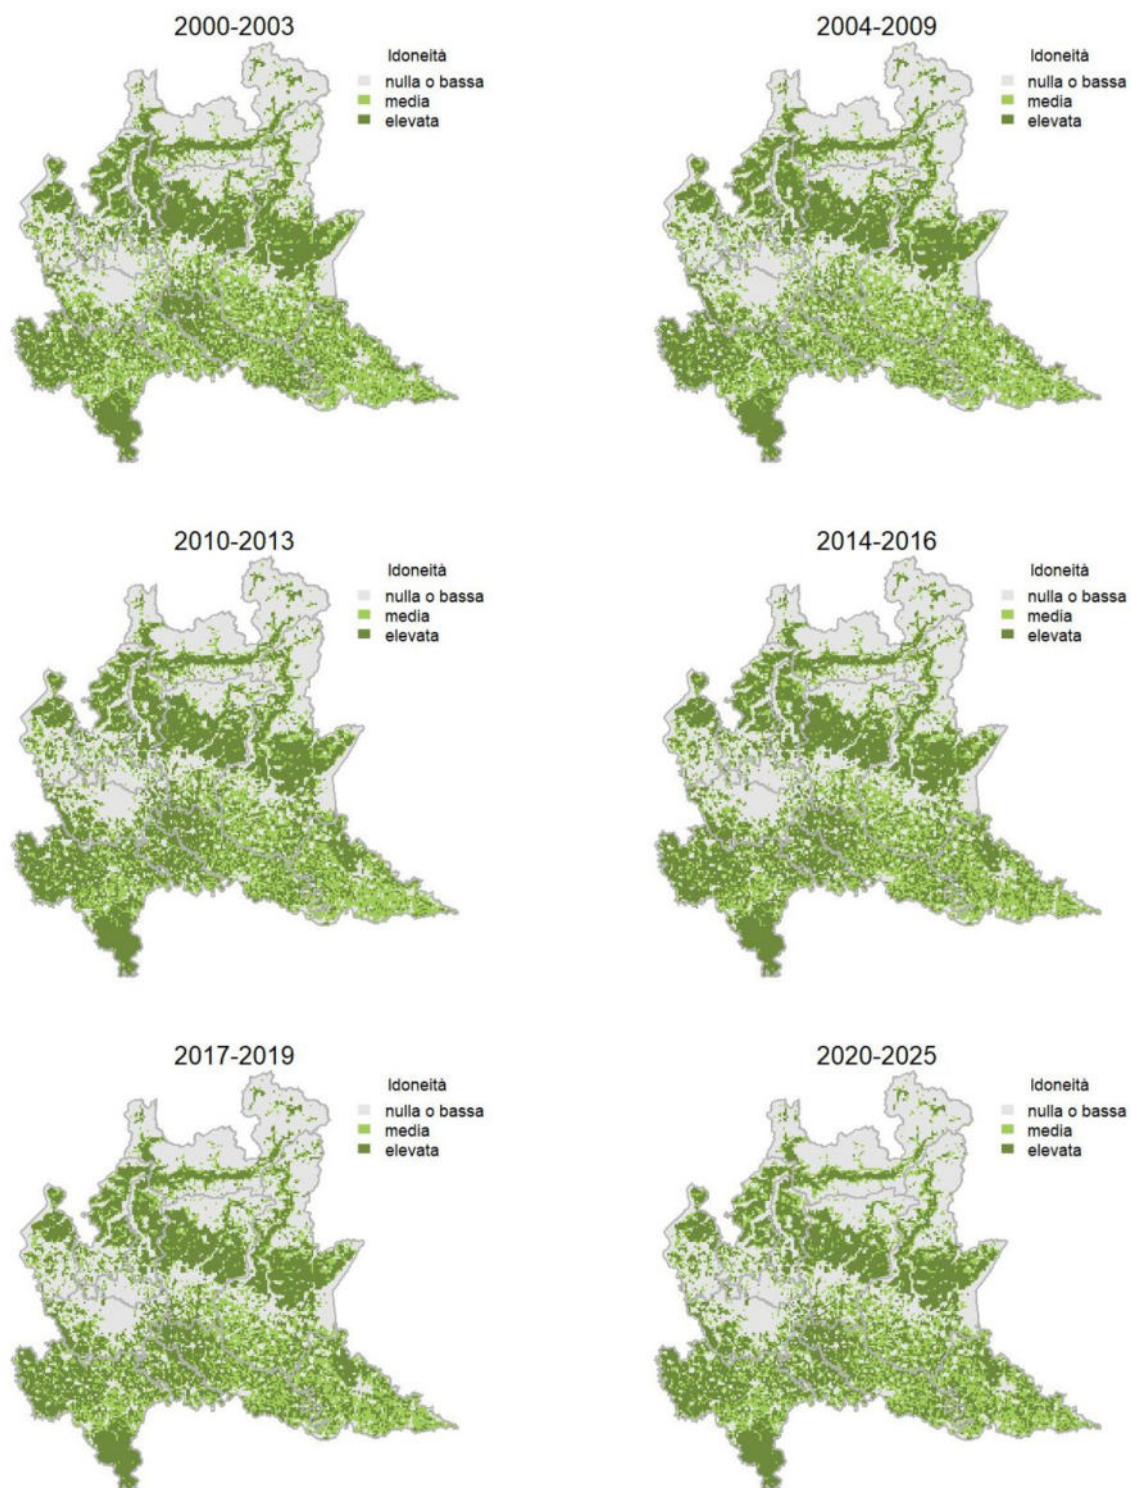 2000-2003
Idoneità
nulla o bassa
media
elevata
2004-2009
Idoneità
nulla o bassa
media
elevata
2010-2013
Idoneità
nulla o bassa
media
elevata
2014-2016
Idoneità
nulla o bassa
media
elevata
2017-2019
Idoneità
nulla o bassa
media
elevata
2020-2025
Idoneità
nulla o bassa
media
elevata